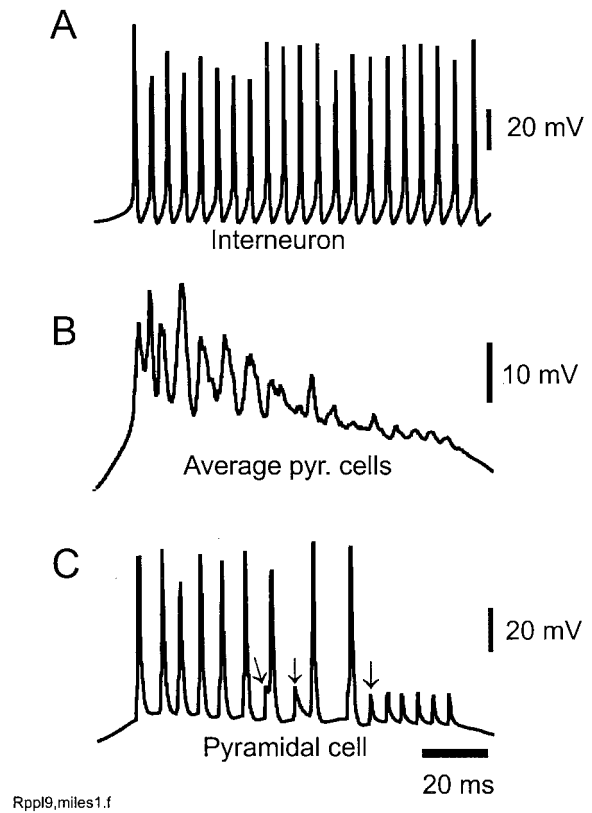 A
20 mV
Interneuron
B
10 mV
Average pyr. cells
C
20 mV
Pyramidal cell
20 ms
Rppl9,miles1.f